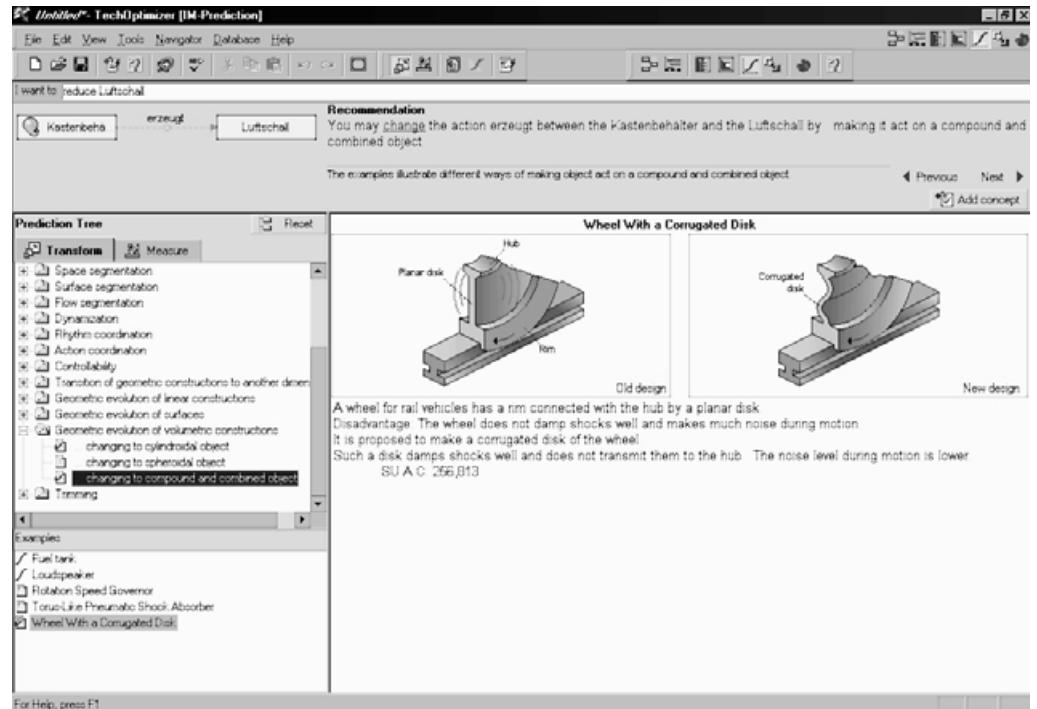 Untitled*- TechOptimizer [IM-Prediction]
File Edit View Tools Navigator Database Help
I want to reduce Luftschall
Kastenbehä erzeugt Luftschall
Recommendation
You may change the action erzeugt between the Kastenbehälter and the Luftschall by making it act on a compound and
combined object
The examples illustrate different ways of making object act on a compound and combined object
Previous Next
Add concept
Prediction Tree Reset
Transform Measure
Space segmentation
Surface segmentation
Flow segmentation
Dynamization
Rhythm coordination
Action coordination
Controllability
Transition of geometric constructions to another dimen
Geometric evolution of linear constructions
Geometric evolution of surfaces
Geometric evolution of volumetric constructions
changing to cylindroidal object
changing to spheroidal object
changing to compound and combined object
Trimming
Examples
Fuel tank
Loudspeaker
Rotation Speed Governor
Torus-Like Pneumatic Shock Absorber
Wheel With a Corrugated Disk
Wheel With a Corrugated Disk
Hub
Planar disk
Rim
Old design
Corrugated
disk
New design
A wheel for rail vehicles has a rim connected with the hub by a planar disk
Disadvantage The wheel does not damp shocks well and makes much noise during motion
It is proposed to make a corrugated disk of the wheel
Such a disk damps shocks well and does not transmit them to the hub The noise level during motion is lower
SU A.C. 256,813
For Help, press F1